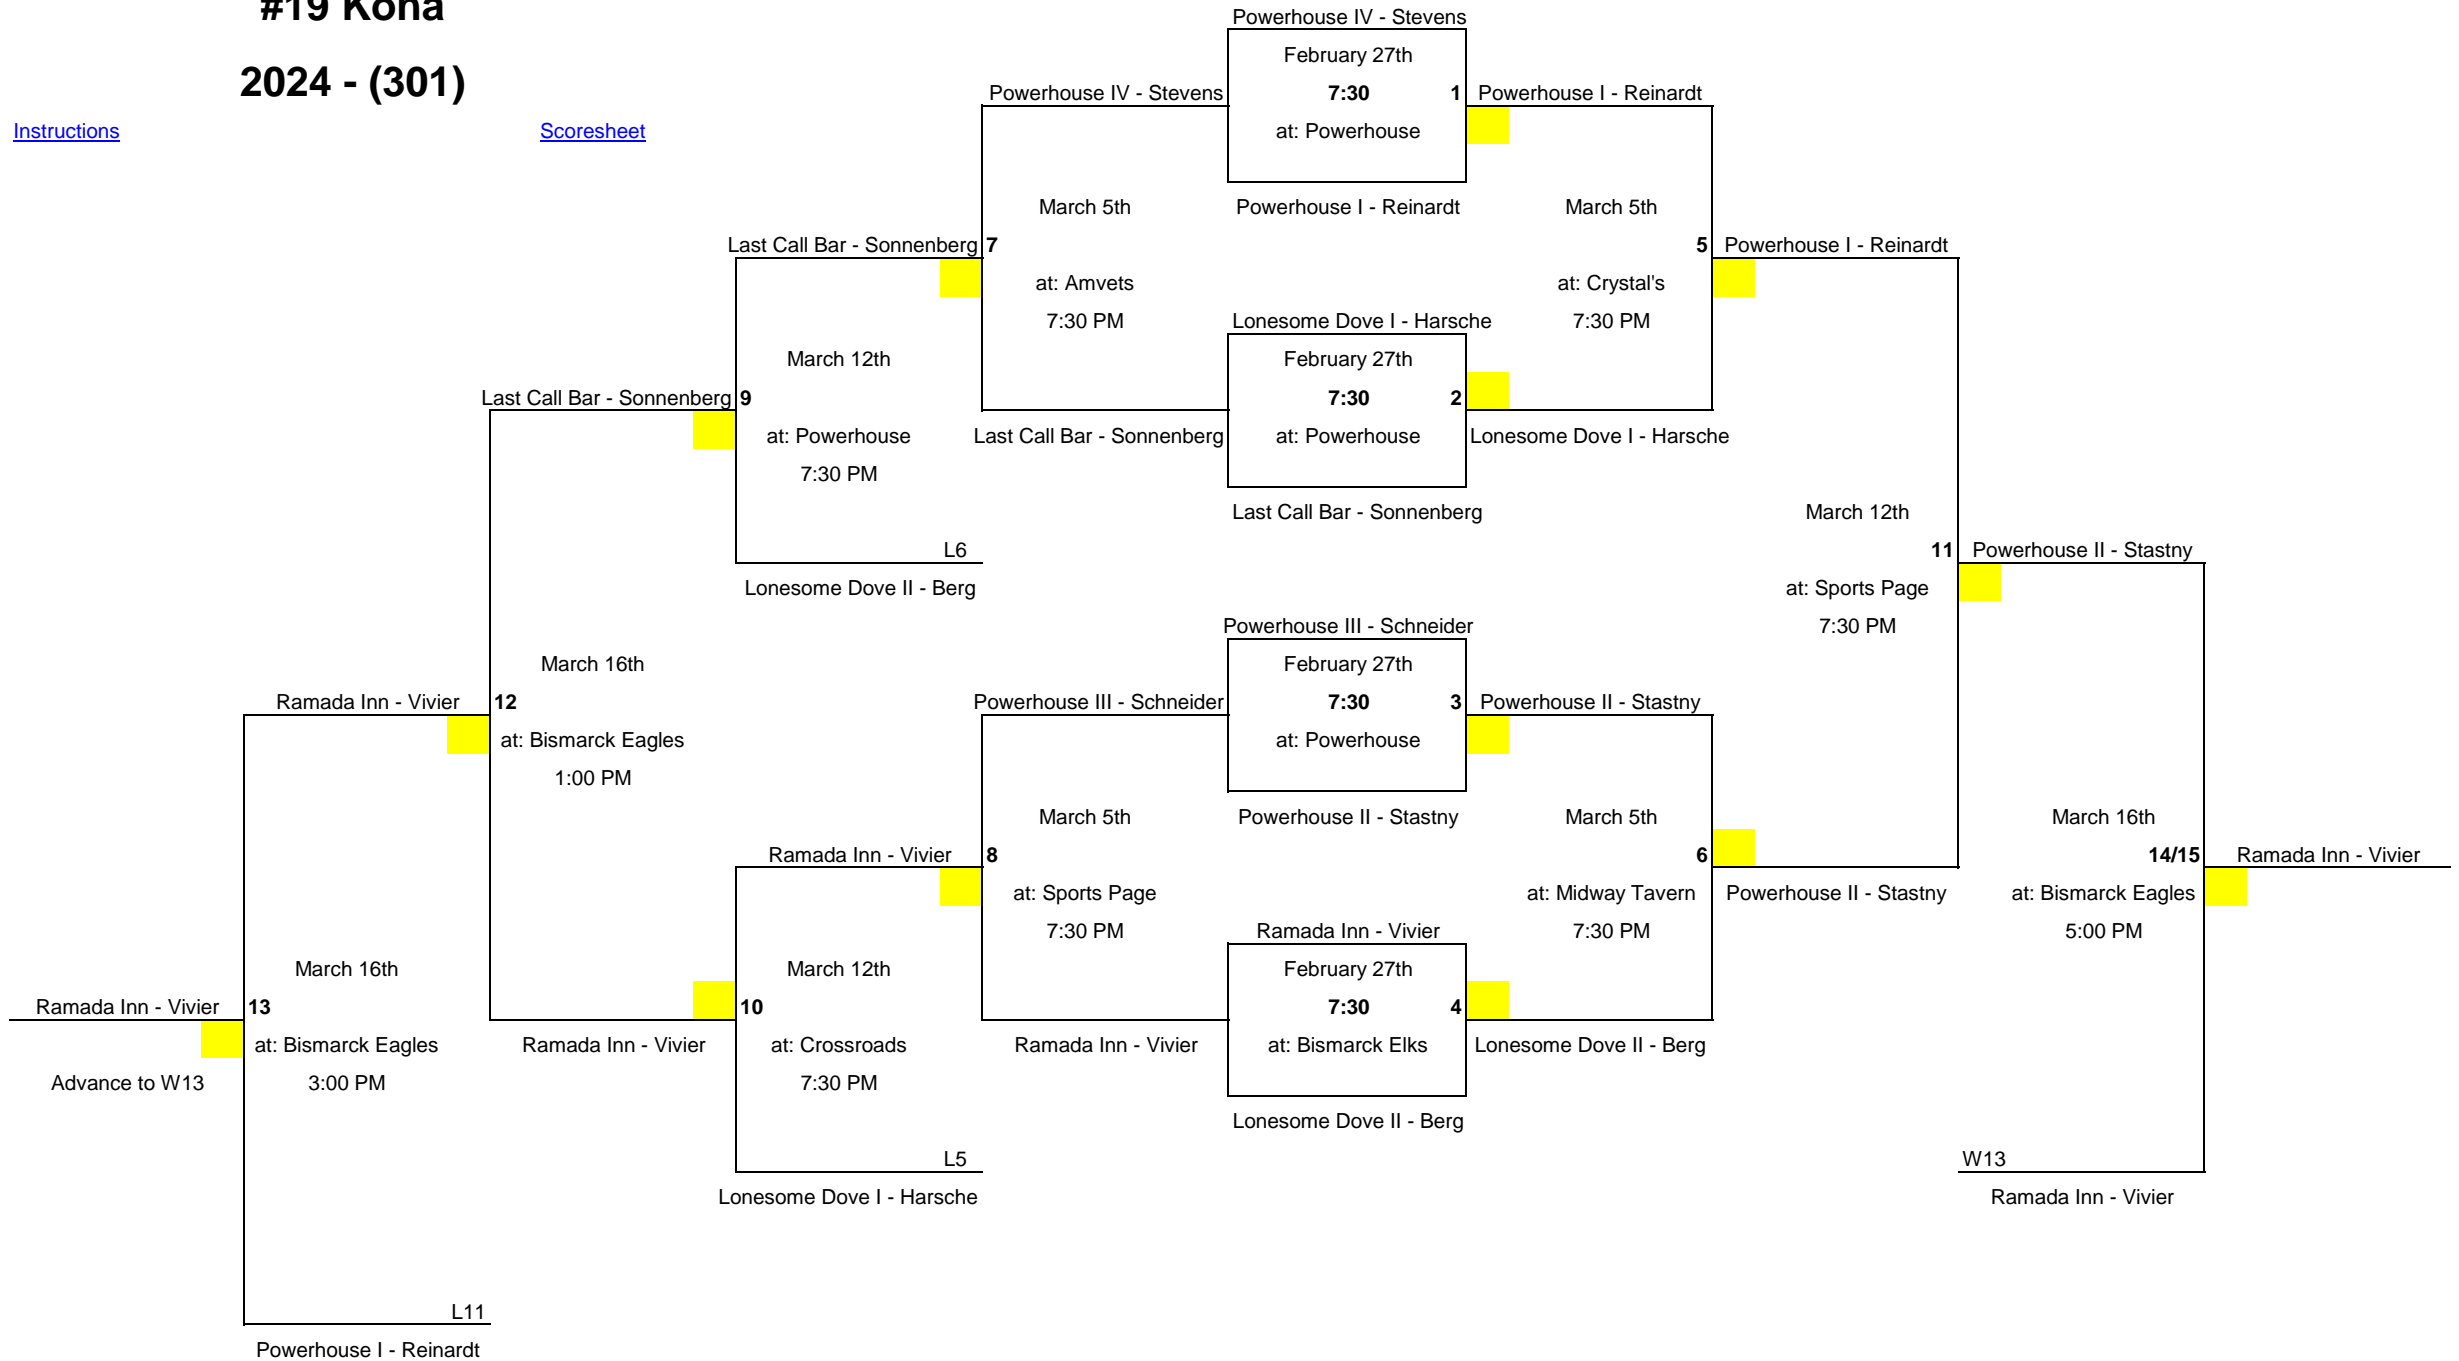 #19 Kona
2024 - (301)
Instructions
Scoresheet
Powerhouse IV - Stevens
February 27th
Powerhouse IV - Stevens
7:30
1
Powerhouse I - Reinardt
at: Powerhouse
March 5th
Powerhouse I - Reinardt
March 5th
Last Call Bar - Sonnenberg
7
5
Powerhouse I - Reinardt
at: Amvets
at: Crystal's
7:30 PM
Lonesome Dove I - Harsche
7:30 PM
March 12th
February 27th
Last Call Bar - Sonnenberg
9
7:30
2
at: Powerhouse
Last Call Bar - Sonnenberg
at: Powerhouse
Lonesome Dove I - Harsche
7:30 PM
Last Call Bar - Sonnenberg
March 12th
L6
11
Powerhouse II - Stastny
Lonesome Dove II - Berg
at: Sports Page
Powerhouse III - Schneider
7:30 PM
March 16th
February 27th
Ramada Inn - Vivier
12
Powerhouse III - Schneider
7:30
3
Powerhouse II - Stastny
at: Bismarck Eagles
at: Powerhouse
1:00 PM
March 5th
Powerhouse II - Stastny
March 5th
March 16th
Ramada Inn - Vivier
8
6
14/15
Ramada Inn - Vivier
at: Sports Page
at: Midway Tavern
Powerhouse II - Stastny
at: Bismarck Eagles
7:30 PM
Ramada Inn - Vivier
7:30 PM
5:00 PM
March 16th
March 12th
February 27th
Ramada Inn - Vivier
13
10
7:30
4
at: Bismarck Eagles
Ramada Inn - Vivier
at: Crossroads
Ramada Inn - Vivier
at: Bismarck Elks
Lonesome Dove II - Berg
Advance to W13
3:00 PM
7:30 PM
Lonesome Dove II - Berg
L5
W13
Lonesome Dove I - Harsche
Ramada Inn - Vivier
L11
Powerhouse I - Reinardt